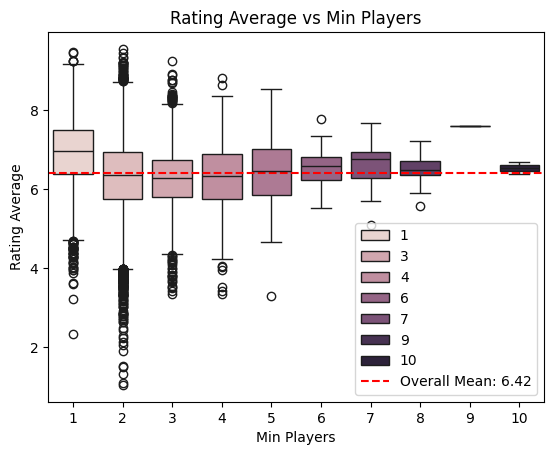 Rating Average vs Min Players
Rating Average
8
6
4
2
1
3
4
6
7
9
10
Overall Mean: 6.42
1 2 3 4 5 6 7 8 9 10
Min Players